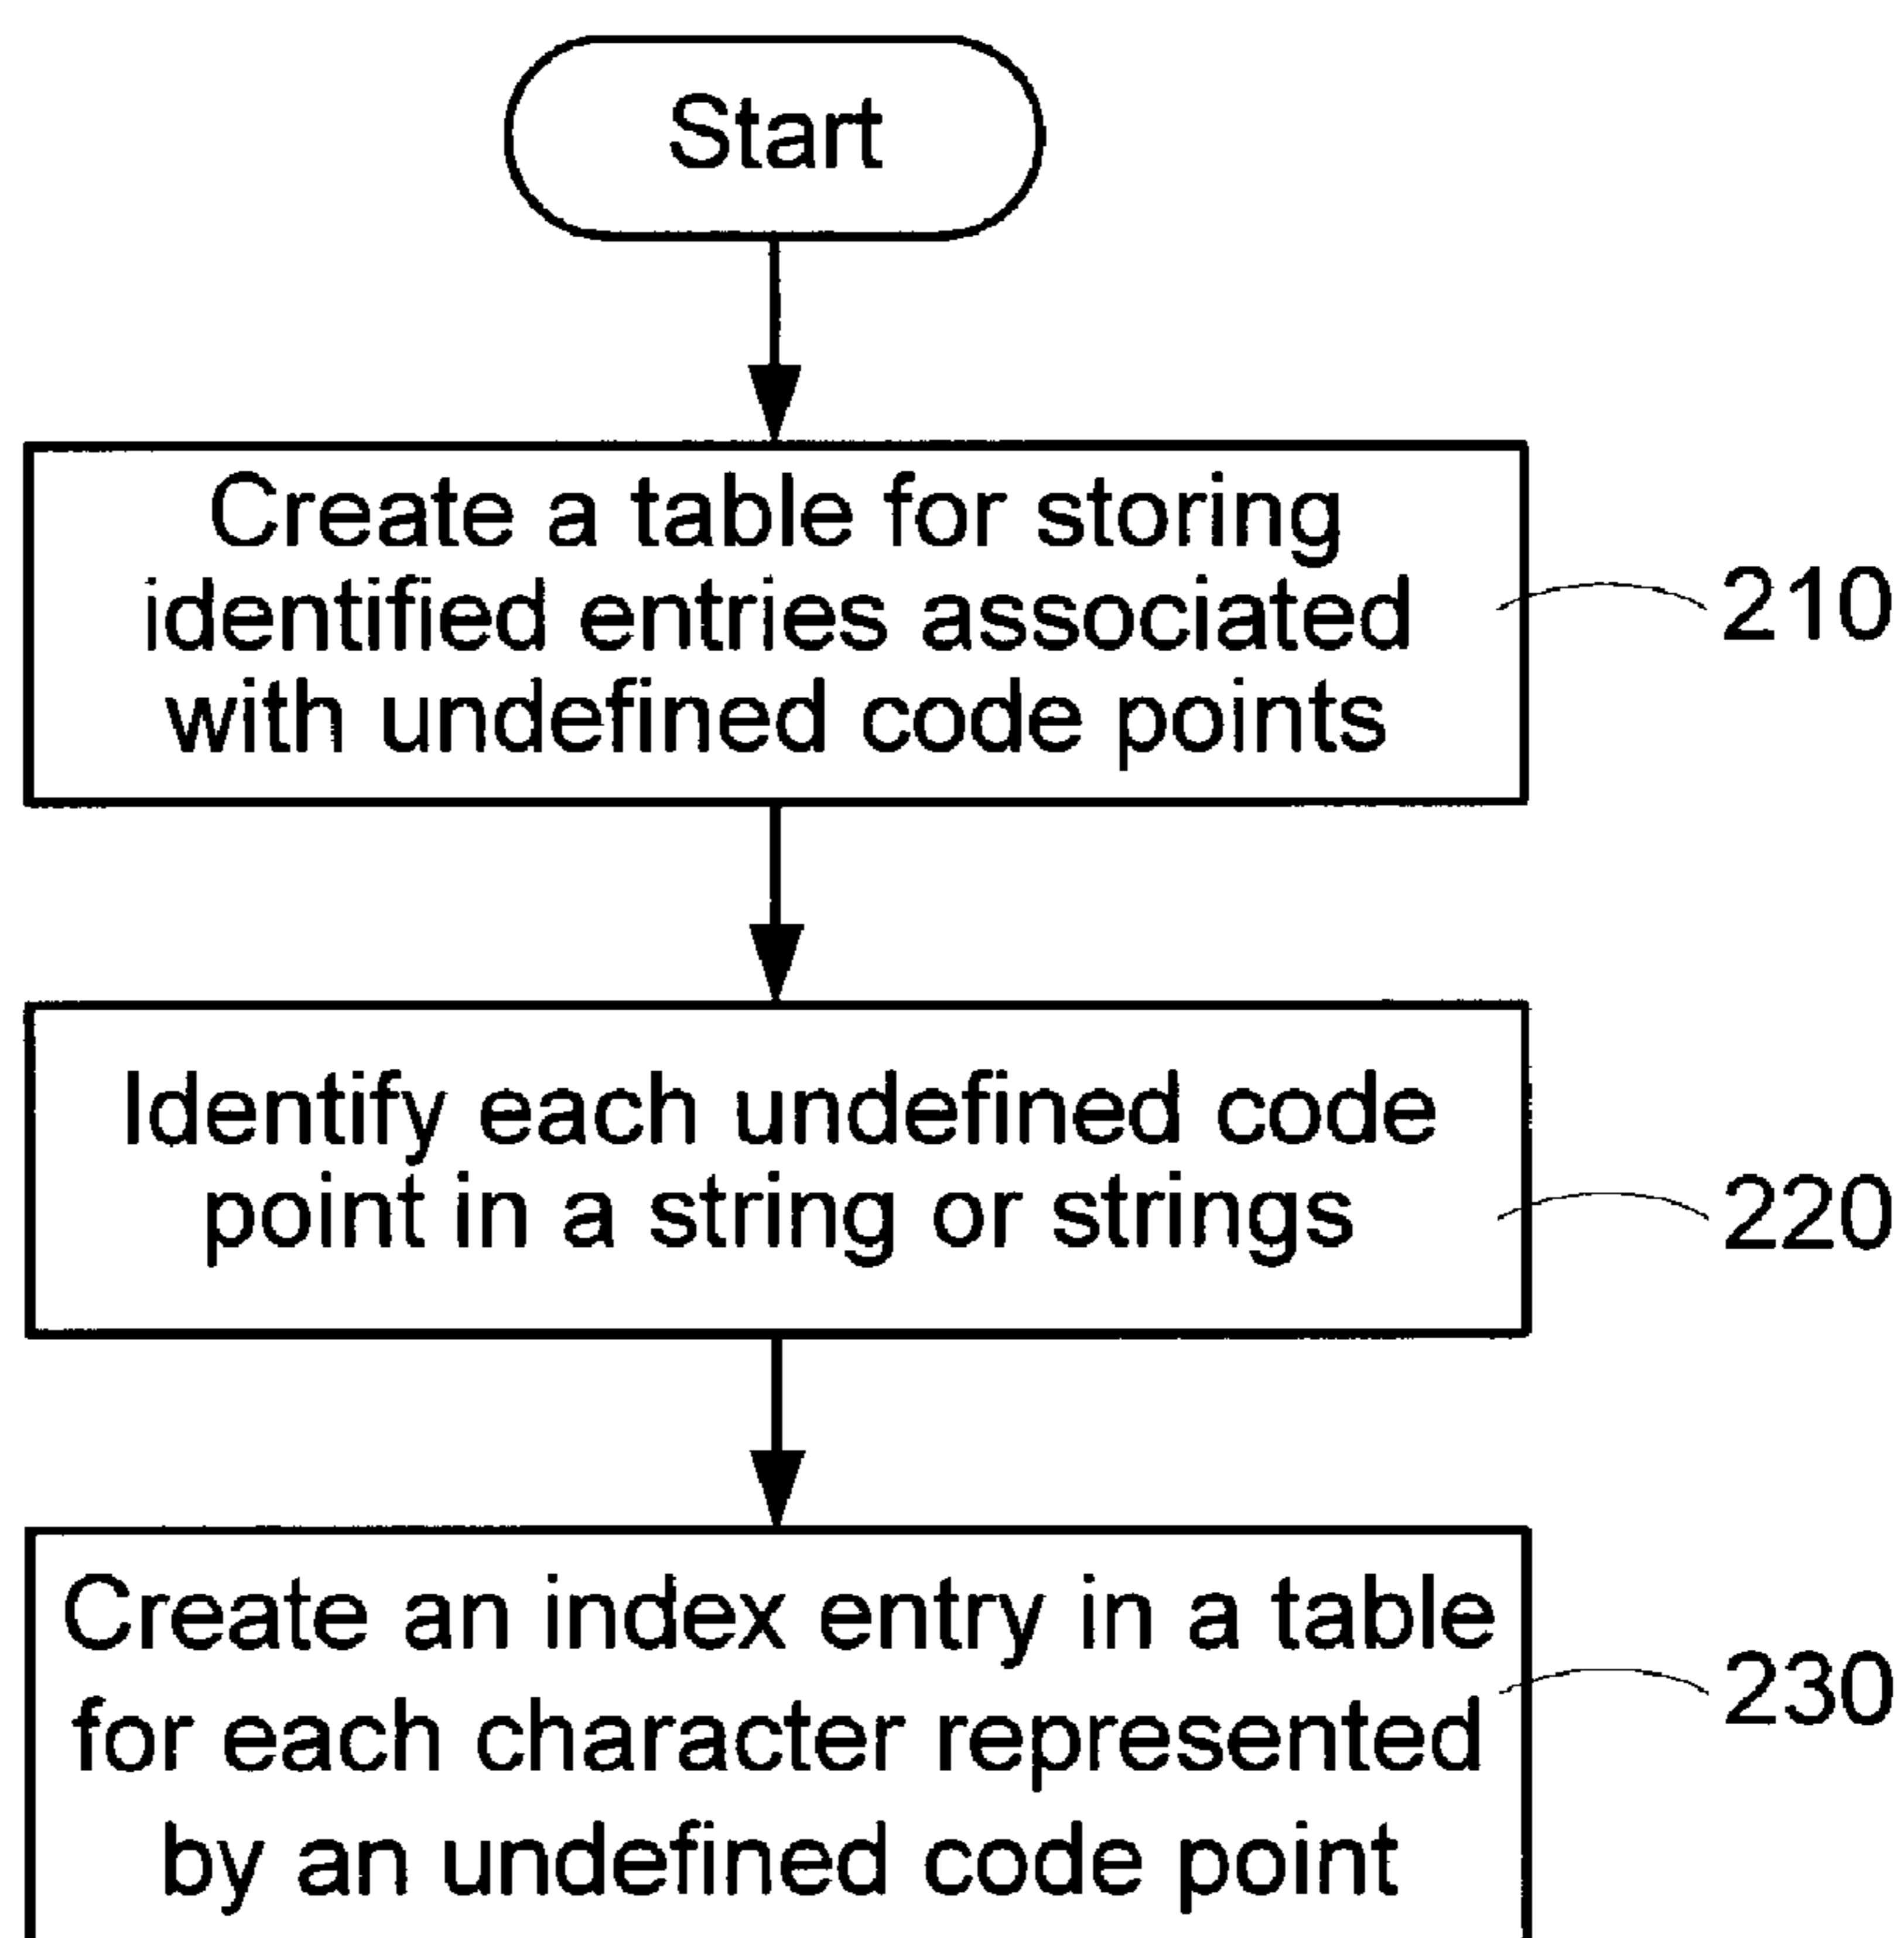 Start
Create a table for storing
identified entries associated
with undefined code points
210
Identify each undefined code
point in a string or strings
220
Create an index entry in a table
for each character represented
by an undefined code point
230